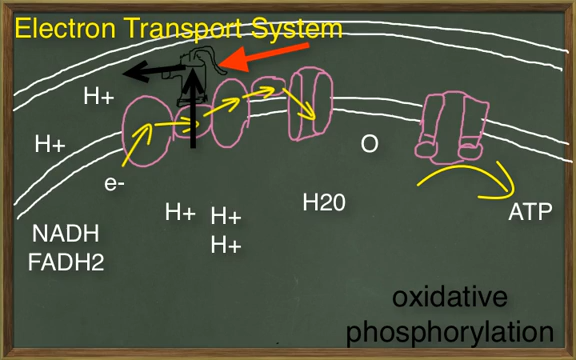 Electron Transport System
H+
H+
O
e-
H+
H+
H+
H20
ATP
NADH
FADH2
oxidative
phosphorylation